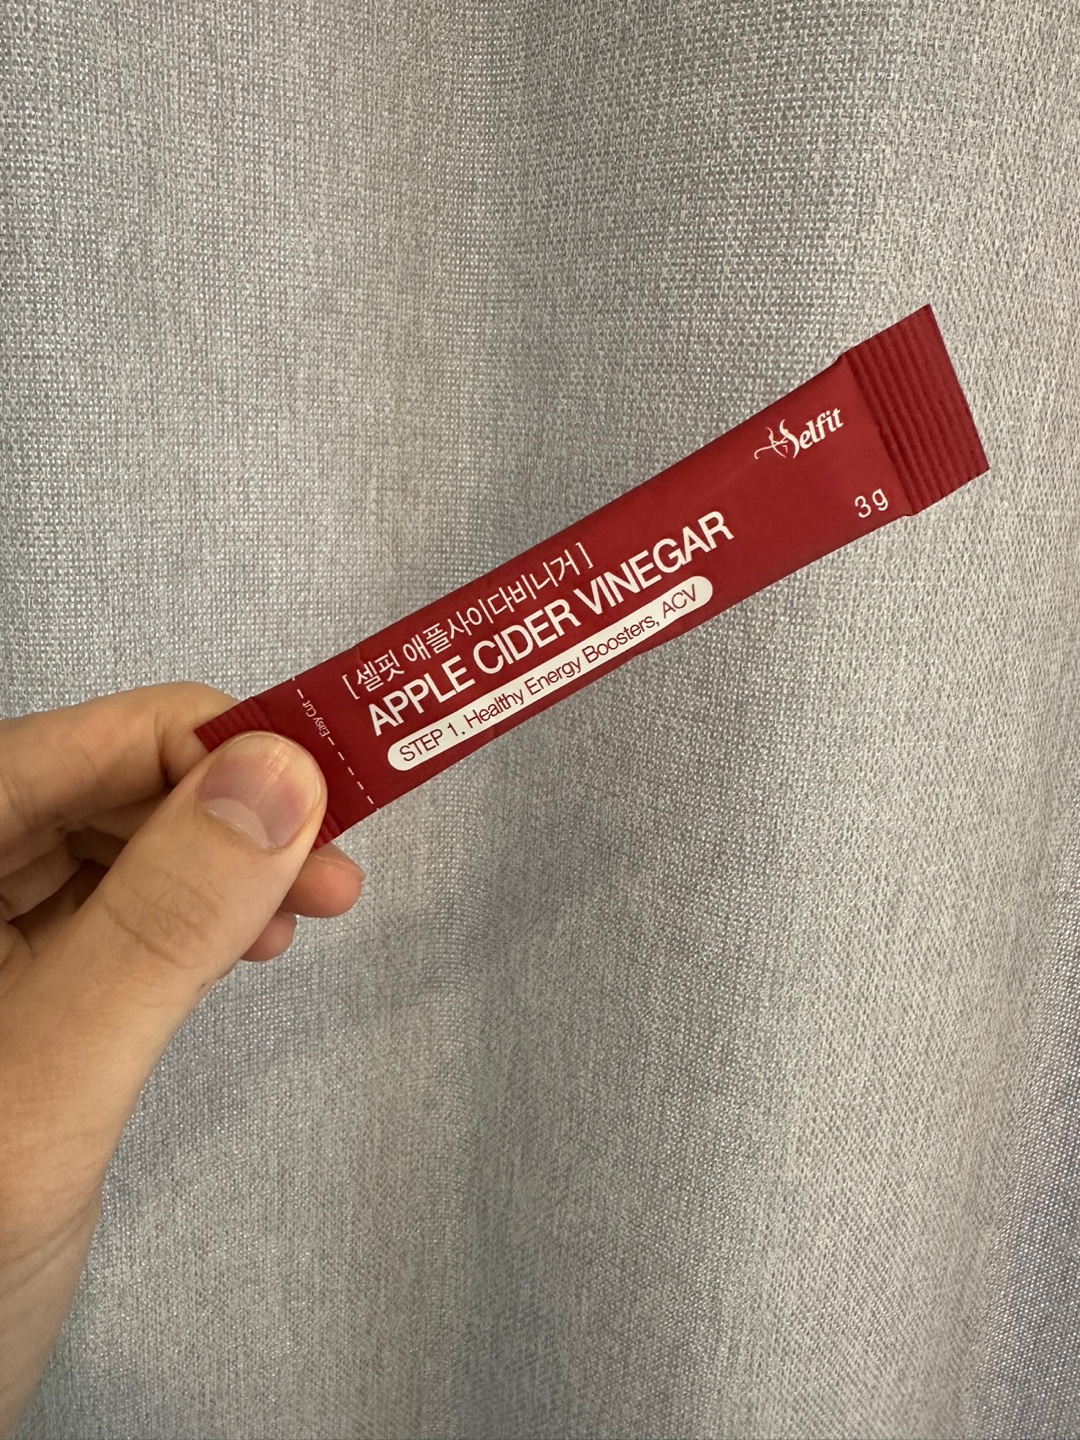 Selfit
3g
[ 셀핏 애플사이다비니거 ]
APPLE CIDER VINEGAR
STEP 1. Healthy Energy Boosters, ACV
Easy Cut